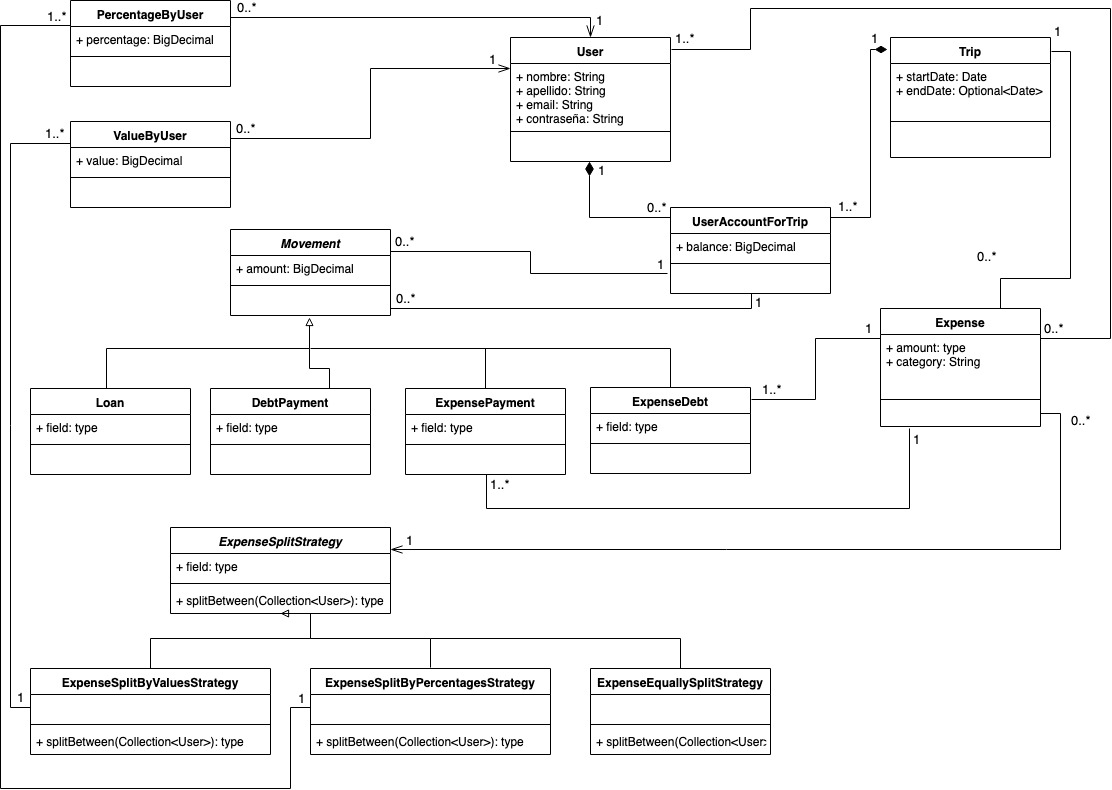 1..*
PercentageByUser
+ percentage: BigDecimal
0..*
1
User
+ nombre: String
+ apellido: String
+ email: String
+ contraseña: String
1..*
1
1
Trip
+ startDate: Date
+ endDate: Optional<Date>
1
1..*
ValueByUser
+ value: BigDecimal
0..*
1
0..*
UserAccountForTrip
+ balance: BigDecimal
1..*
Movement
+ amount: BigDecimal
0..*
1
0..*
1
0..*
Expense
+ amount: type
+ category: String
0..*
1
1..*
0..*
1
Loan
+ field: type
DebtPayment
+ field: type
ExpensePayment
+ field: type
1..*
ExpenseDebt
+ field: type
ExpenseSplitStrategy
+ field: type
+ splitBetween(Collection<User>): type
1
1
ExpenseSplitByValuesStrategy
+ splitBetween(Collection<User>): type
1
ExpenseSplitByPercentagesStrategy
+ splitBetween(Collection<User>): type
ExpenseEquallySplitStrategy
+ splitBetween(Collection<User>